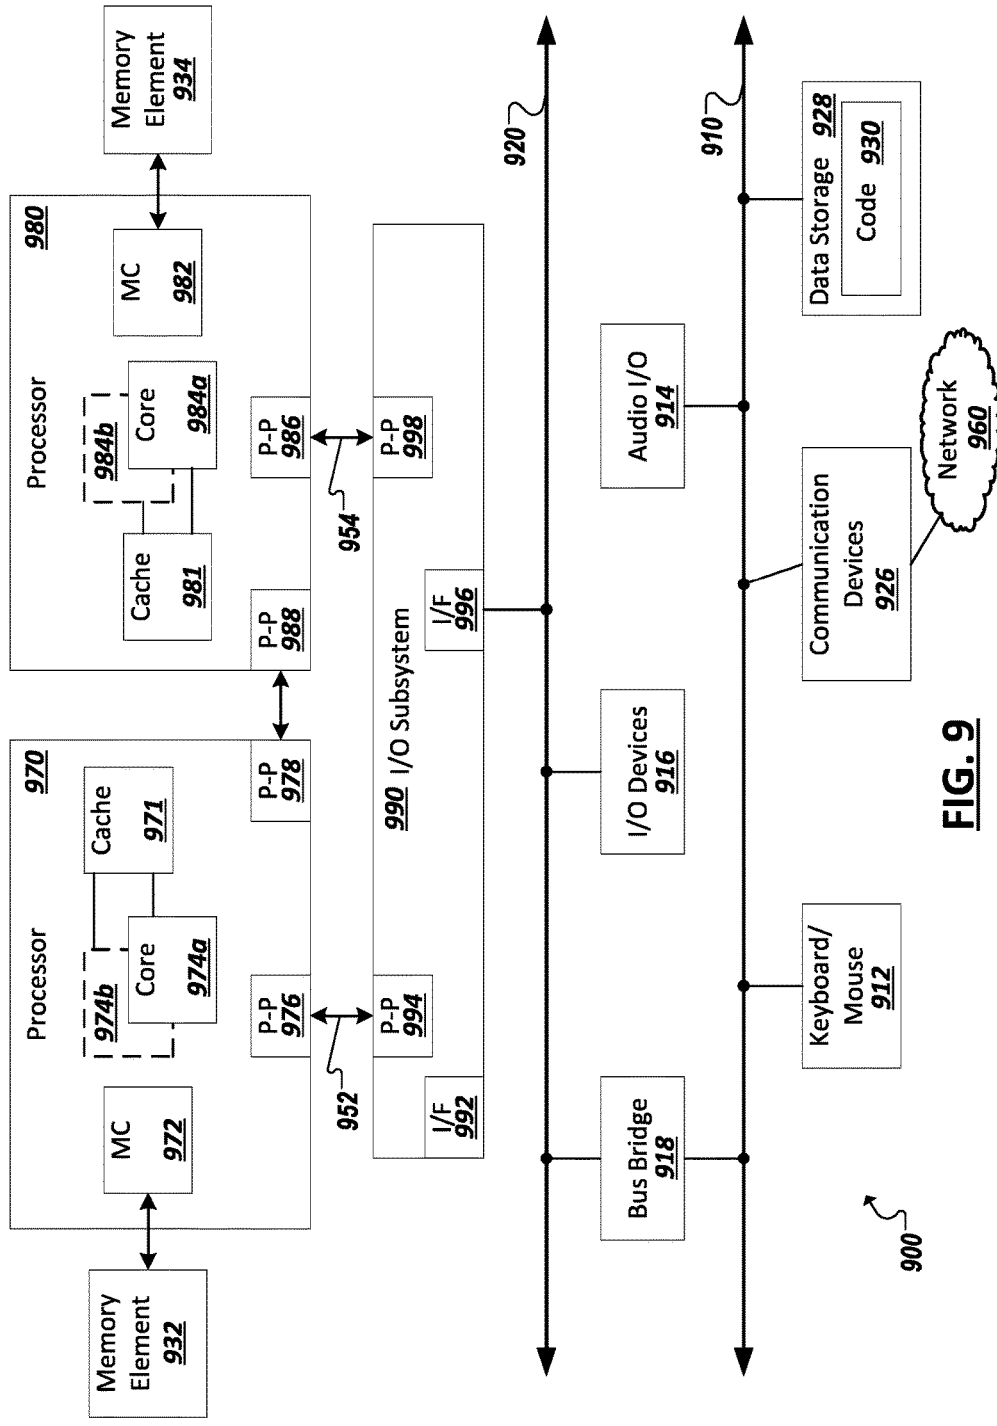 Memory
Element
932
970
Processor
MC
972
974b
Core
974a
Cache
971
P-P
976
P-P
978
980
Processor
Cache
981
984b
Core
984a
MC
982
P-P
988
P-P
986
Memory
Element
934
952
954
990 I/O Subsystem
I/F
992
P-P
994
I/F
996
P-P
998
920
Bus Bridge
918
I/O Devices
916
Audio I/O
914
910
Keyboard/
Mouse
912
Communication
Devices
926
Data Storage 928
Code
930
Network
960
900
FIG. 9